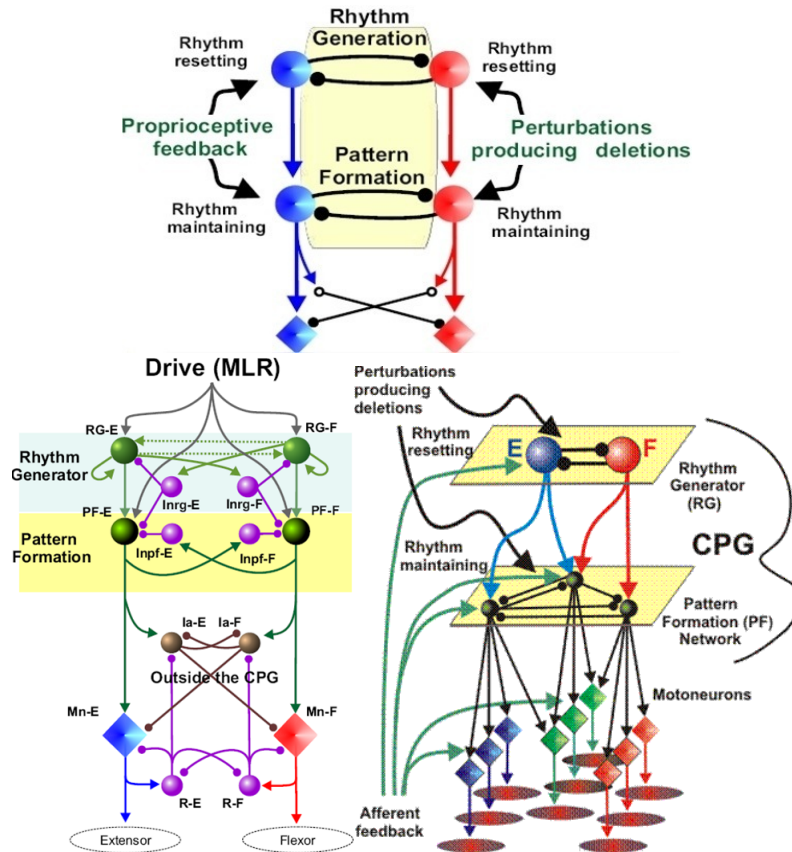 Rhythm
Generation
Rhythm
resetting
Rhythm
resetting
Proprioceptive
feedback
Perturbations
producing deletions
Pattern
Formation
Rhythm
maintaining
Rhythm
maintaining
Drive (MLR)
RG-E
RG-F
Rhythm
Generator
Inrg-E
Inrg-F
PF-E
PF-F
Pattern
Formation
Inpf-E
Inpf-F
Ia-E
Ia-F
Outside the CPG
Mn-E
Mn-F
R-E
R-F
Extensor
Flexor
Perturbations
producing
deletions
Rhythm
resetting
E
F
Rhythm
Generator
(RG)
CPG
Rhythm
maintaining
Pattern
Formation (PF)
Network
Motoneurons
Afferent
feedback